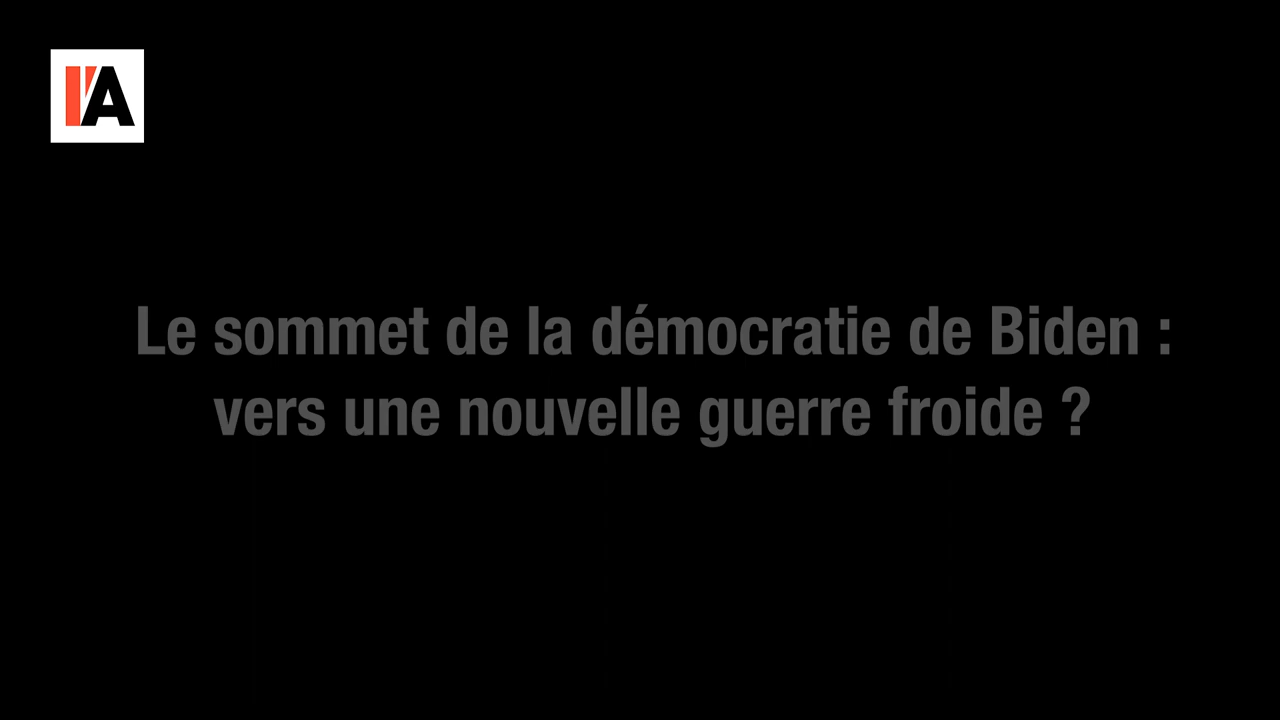 l'A
Le sommet de la démocratie de Biden :
vers une nouvelle guerre froide ?